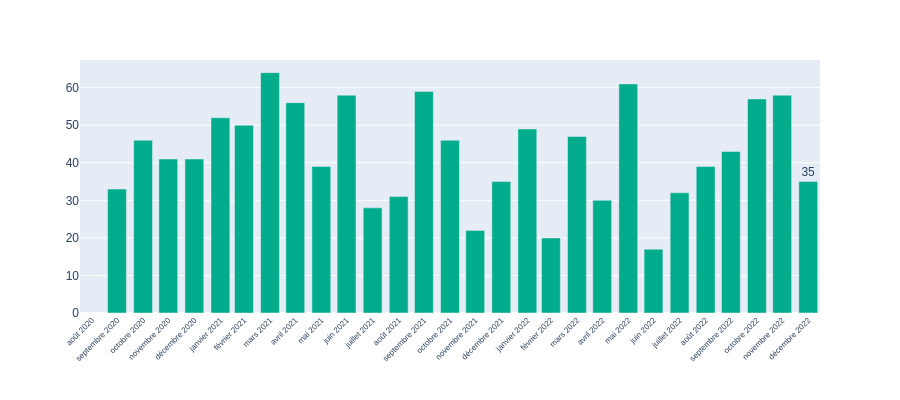 60
50
40
30
20
10
0
35
août 2020
septembre 2020
octobre 2020
novembre 2020
décembre 2020
janvier 2021
février 2021
mars 2021
avril 2021
mai 2021
juin 2021
juillet 2021
août 2021
septembre 2021
octobre 2021
novembre 2021
décembre 2021
janvier 2022
février 2022
mars 2022
avril 2022
mai 2022
juin 2022
juillet 2022
août 2022
septembre 2022
octobre 2022
novembre 2022
décembre 2022